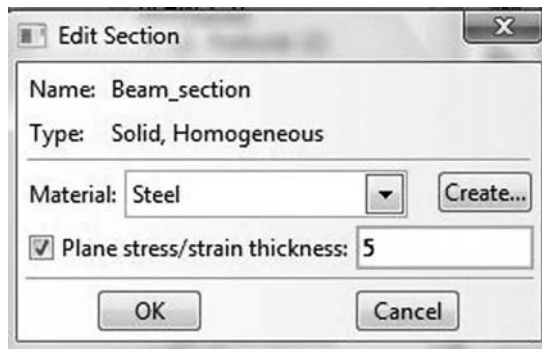 Edit Section
Name: Beam_section
Type: Solid, Homogeneous
Material: Steel Create...
Plane stress/strain thickness: 5
OK Cancel